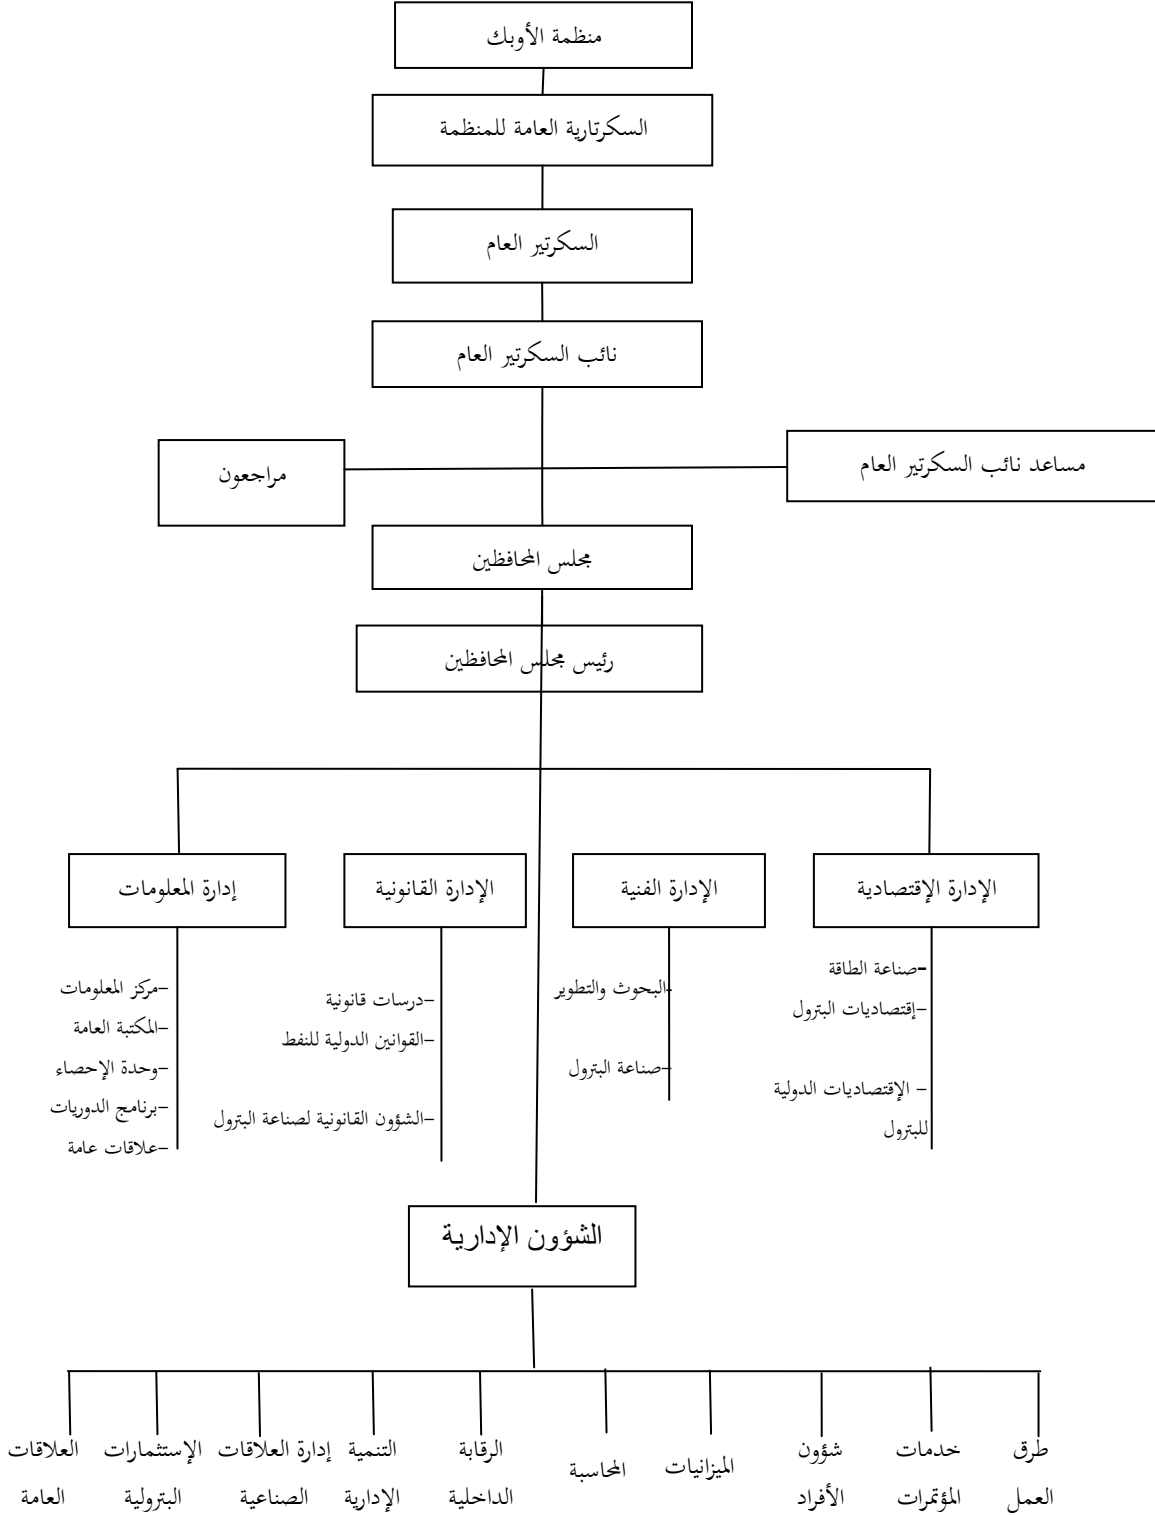 منظمة الأوبك
السكرتارية العامة للمنظمة
السكرتير العام
نائب السكرتير العام
مساعد نائب السكرتير العام
مراجعون
مجلس المحافظين
رئيس مجلس المحافظين
الإدارة الإقتصادية
الإدارة الفنية
الإدارة القانونية
إدارة المعلومات
–صناعة الطاقة
–إقتصاديات البترول
– الإقتصاديات الدولية
للبترول
–البحوث والتطوير
–صناعة البترول
–درسات قانونية
–القوانين الدولية للنفط
–الشؤون القانونية لصناعة البترول
–مركز المعلومات
–المكتبة العامة
–وحدة الإحصاء
–برنامج الدوريات
–علاقات عامة
الشؤون الإدارية
طرق
العمل
خدمات
المؤتمرات
شؤون
الأفراد
الميزانيات
المحاسبة
الرقابة
الداخلية
التنمية
الإدارية
إدارة العلاقات
الصناعية
الإستثمارات
البترولية
العلاقات
العامة